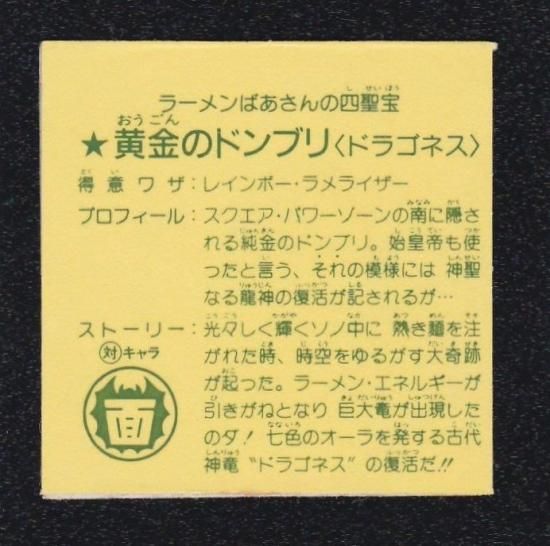 ラーメンばあさんの四聖宝
★黄金のドンブリ〈ドラゴネス〉
得意ワザ：レインボー・ラメライザー
プロフィール：スクエア・パワーゾーンの南に隠さ
れる純金のドンブリ。始皇帝も使
ったと言う、それの模様には 神聖
なる龍神の復活が記されるが…
ストーリー：光々しく輝くソノ中に 熱き麺を注
がれた時、時空をゆるがす大奇跡
が起った。ラーメン・エネルギーが
引きがねとなり 巨大竜が出現した
のダ！七色のオーラを発する古代
神竜“ドラゴネス”の復活だ!!
対キャラ
面